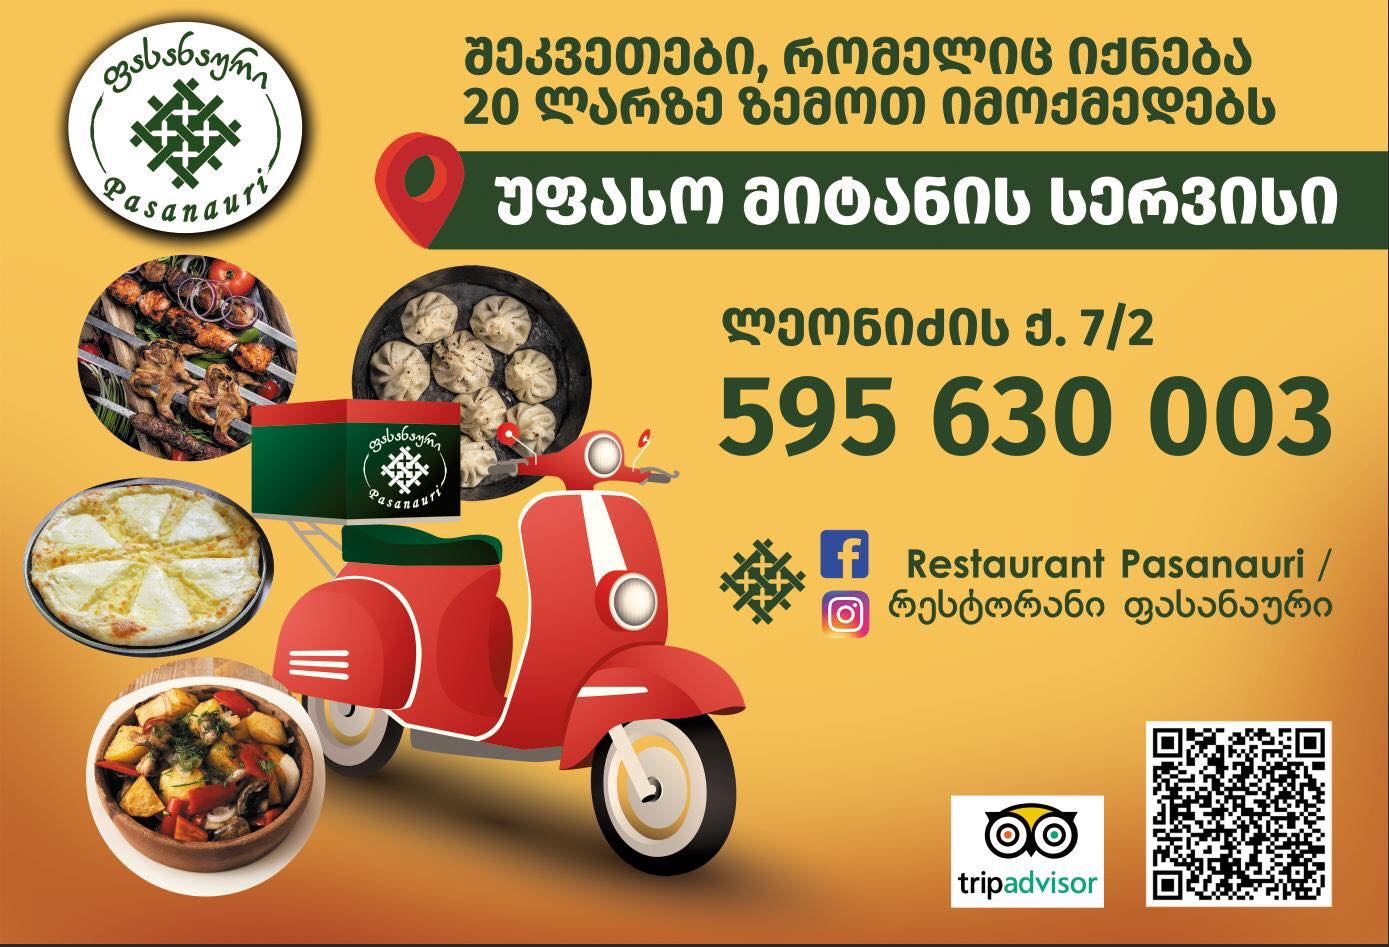 ფასანაური
Pasanauri
შეკვეთები, რომელიც იქნება
20 ლარზე ზემოთ იმოქმედებს
უფასო მიტანის სერვისი
ლეონიძის ქ. 7/2
595 630 003
ფასანაური
Pasanauri
Restaurant Pasanauri /
რესტორანი ფასანაური
tripadvisor